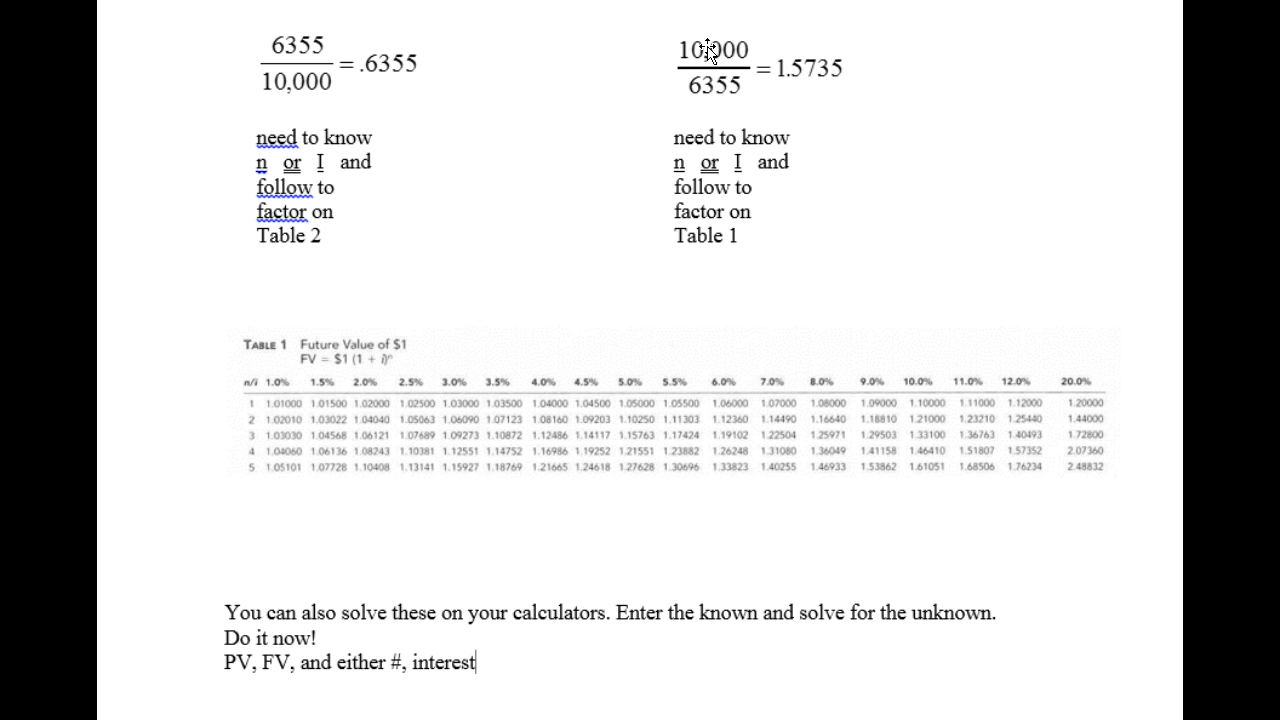 6355
10,000
= .6355
10,000
6355
= 1.5735
need to know
n or I and
follow to
factor on
Table 2
need to know
n or I and
follow to
factor on
Table 1
TABLE 1 Future Value of $1
FV = $1 (1 + i)ⁿ
n/i 1.0% 1.5% 2.0% 2.5% 3.0% 3.5% 4.0% 4.5% 5.0% 5.5% 6.0% 7.0% 8.0% 9.0% 10.0% 11.0% 12.0% 20.0%
1 1.01000 1.01500 1.02000 1.02500 1.03000 1.03500 1.04000 1.04500 1.05000 1.05500 1.06000 1.07000 1.08000 1.09000 1.10000 1.11000 1.12000 1.20000
2 1.02010 1.03022 1.04040 1.05063 1.06090 1.07123 1.08160 1.09203 1.10250 1.11303 1.12360 1.14490 1.16640 1.18810 1.21000 1.23210 1.25440 1.44000
3 1.03030 1.04568 1.06121 1.07689 1.09273 1.10872 1.12486 1.14117 1.15763 1.17424 1.19102 1.22504 1.25971 1.29503 1.33100 1.36763 1.40493 1.72800
4 1.04060 1.06136 1.08243 1.10381 1.12551 1.14752 1.16986 1.19252 1.21551 1.23882 1.26248 1.31080 1.36049 1.41158 1.46410 1.51807 1.57352 2.07360
5 1.05101 1.07728 1.10408 1.13141 1.15927 1.18769 1.21665 1.24618 1.27628 1.30696 1.33823 1.40255 1.46933 1.53862 1.61051 1.68506 1.76234 2.48832
You can also solve these on your calculators. Enter the known and solve for the unknown.
Do it now!
PV, FV, and either #, interest